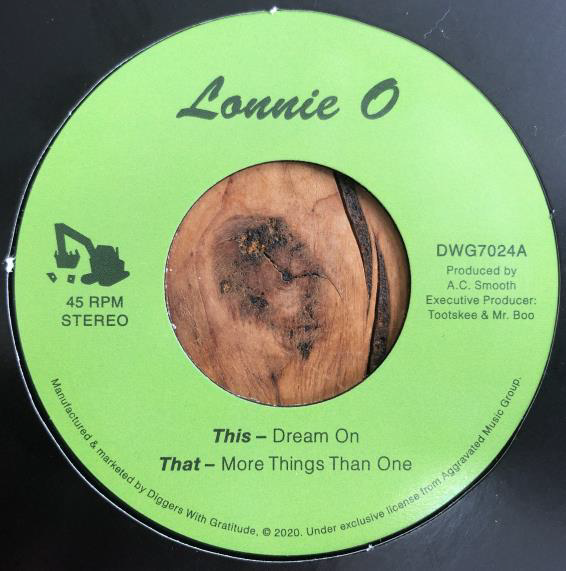 Lonnie O
45 RPM
STEREO
DWG7024A
Produced by
A.C. Smooth
Executive Producer:
Tootskee & Mr. Boo
This – Dream On
That – More Things Than One
Manufactured & marketed by Diggers With Gratitude, © 2020. Under exclusive license from Aggravated Music Group.